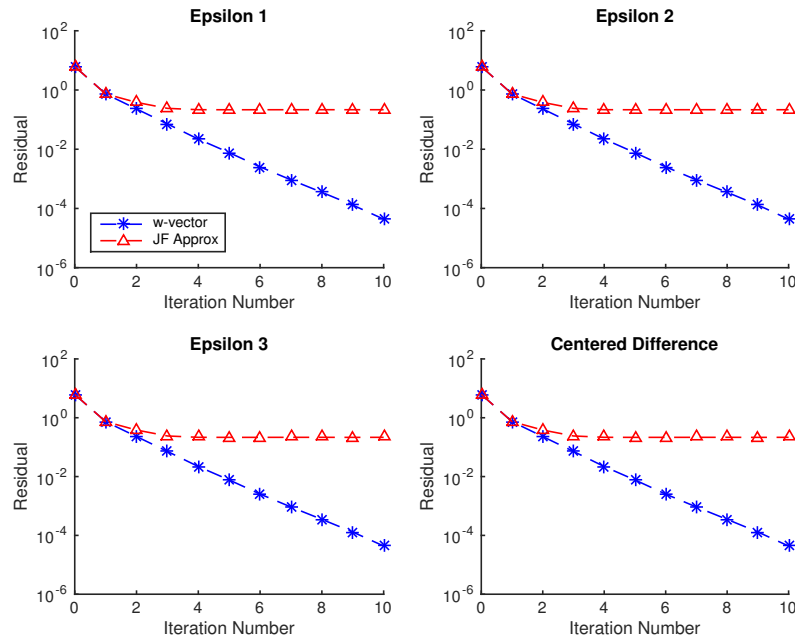 Epsilon 1
Residual
10^2
10^0
10^-2
10^-4
10^-6
w-vector
JF Approx
0 2 4 6 8 10
Iteration Number
Epsilon 2
Residual
10^2
10^0
10^-2
10^-4
10^-6
0 2 4 6 8 10
Iteration Number
Epsilon 3
Residual
10^2
10^0
10^-2
10^-4
10^-6
0 2 4 6 8 10
Iteration Number
Centered Difference
Residual
10^2
10^0
10^-2
10^-4
10^-6
0 2 4 6 8 10
Iteration Number